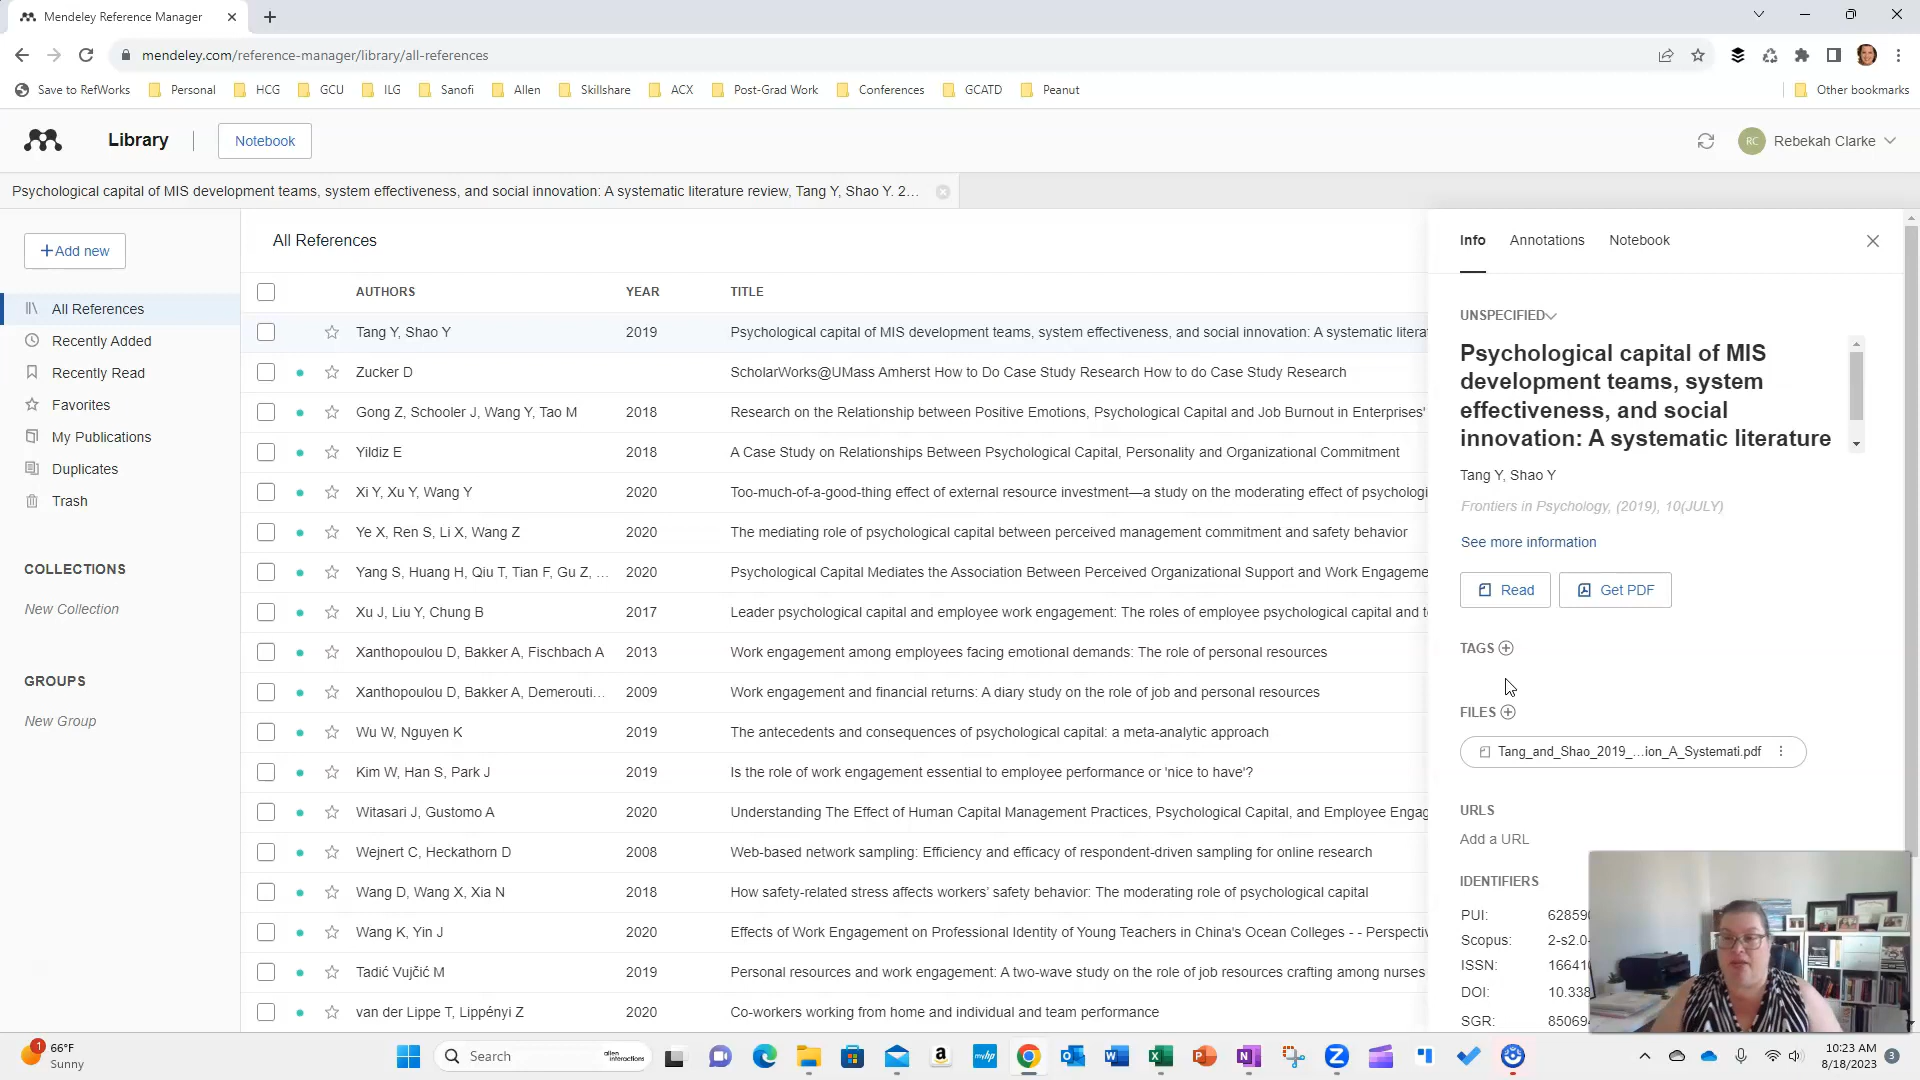 Mendeley Reference Manager
mendeley.com/reference-manager/library/all-references
Save to RefWorks
Personal
HCG
GCU
ILG
Sanofi
Allen
Skillshare
ACX
Post-Grad Work
Conferences
GCATD
Peanut
Other bookmarks
Library
Notebook
RC
Rebekah Clarke
Psychological capital of MIS development teams, system effectiveness, and social innovation: A systematic literature review, Tang Y, Shao Y. 2...
+Add new
All References
Recently Added
Recently Read
Favorites
My Publications
Duplicates
Trash
COLLECTIONS
New Collection
GROUPS
New Group
All References
AUTHORS YEAR TITLE
Tang Y, Shao Y 2019 Psychological capital of MIS development teams, system effectiveness, and social innovation: A systematic litera
Zucker D ScholarWorks@UMass Amherst How to Do Case Study Research How to do Case Study Research
Gong Z, Schooler J, Wang Y, Tao M 2018 Research on the Relationship between Positive Emotions, Psychological Capital and Job Burnout in Enterprises'
Yildiz E 2018 A Case Study on Relationships Between Psychological Capital, Personality and Organizational Commitment
Xi Y, Xu Y, Wang Y 2020 Too-much-of-a-good-thing effect of external resource investment—a study on the moderating effect of psychologi
Ye X, Ren S, Li X, Wang Z 2020 The mediating role of psychological capital between perceived management commitment and safety behavior
Yang S, Huang H, Qiu T, Tian F, Gu Z, ... 2020 Psychological Capital Mediates the Association Between Perceived Organizational Support and Work Engageme
Xu J, Liu Y, Chung B 2017 Leader psychological capital and employee work engagement: The roles of employee psychological capital and t
Xanthopoulou D, Bakker A, Fischbach A 2013 Work engagement among employees facing emotional demands: The role of personal resources
Xanthopoulou D, Bakker A, Demerouti... 2009 Work engagement and financial returns: A diary study on the role of job and personal resources
Wu W, Nguyen K 2019 The antecedents and consequences of psychological capital: a meta-analytic approach
Kim W, Han S, Park J 2019 Is the role of work engagement essential to employee performance or 'nice to have'?
Witasari J, Gustomo A 2020 Understanding The Effect of Human Capital Management Practices, Psychological Capital, and Employee Engag
Wejnert C, Heckathorn D 2008 Web-based network sampling: Efficiency and efficacy of respondent-driven sampling for online research
Wang D, Wang X, Xia N 2018 How safety-related stress affects workers' safety behavior: The moderating role of psychological capital
Wang K, Yin J 2020 Effects of Work Engagement on Professional Identity of Young Teachers in China's Ocean Colleges - - Perspectiv
Tadić Vujčić M 2019 Personal resources and work engagement: A two-wave study on the role of job resources crafting among nurses
van der Lippe T, Lippényi Z 2020 Co-workers working from home and individual and team performance
Info
Annotations
Notebook
UNSPECIFIED
Psychological capital of MIS
development teams, system
effectiveness, and social
innovation: A systematic literature
Tang Y, Shao Y
Frontiers in Psychology, (2019), 10(JULY)
See more information
Read
Get PDF
TAGS
FILES
Tang_and_Shao_2019_...ion_A_Systemati.pdf
URLS
Add a URL
IDENTIFIERS
PUI: 62859
Scopus: 2-s2.0-
ISSN: 16641
DOI: 10.338
SGR: 85069
1
66°F
Sunny
Search
allen interactions
a
myhp
10:23 AM
8/18/2023
3